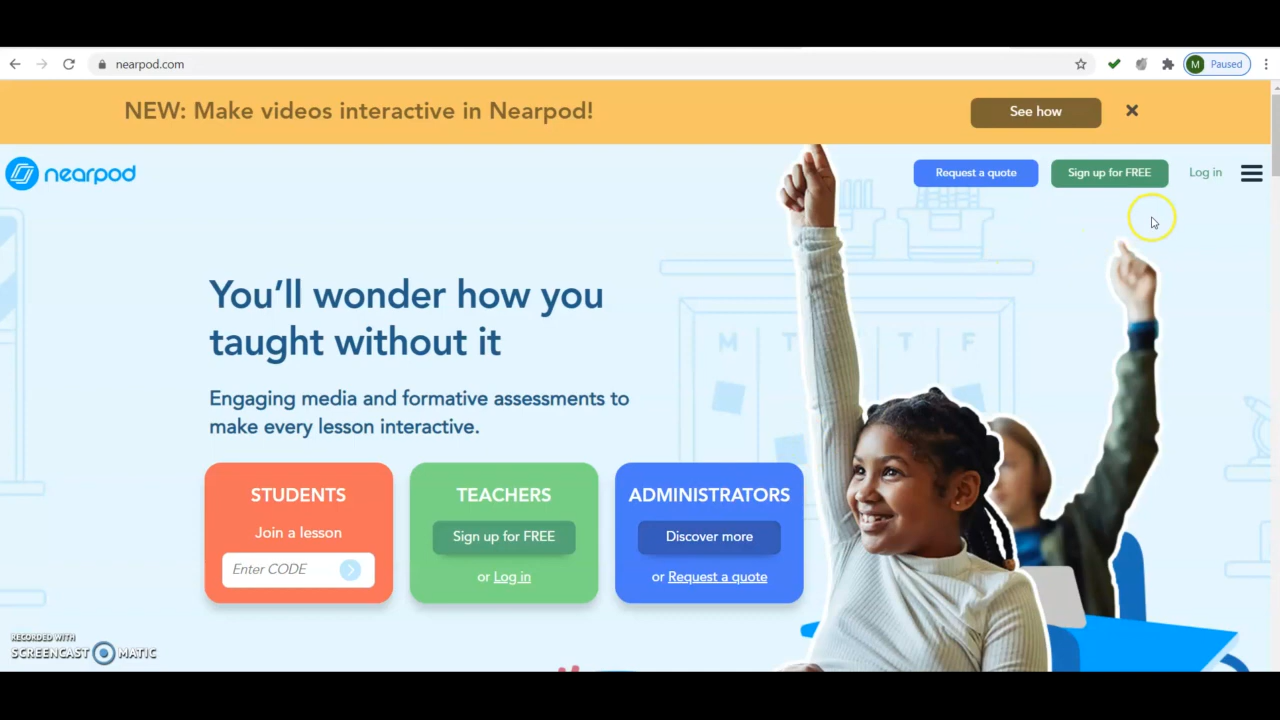 nearpod.com
M Paused
NEW: Make videos interactive in Nearpod!
See how
nearpod
Request a quote
Sign up for FREE
Log in
You'll wonder how you
taught without it
M T T F
Engaging media and formative assessments to
make every lesson interactive.
STUDENTS
Join a lesson
Enter CODE
TEACHERS
Sign up for FREE
or Log in
ADMINISTRATORS
Discover more
or Request a quote
RECORDED WITH
SCREENCAST MATIC